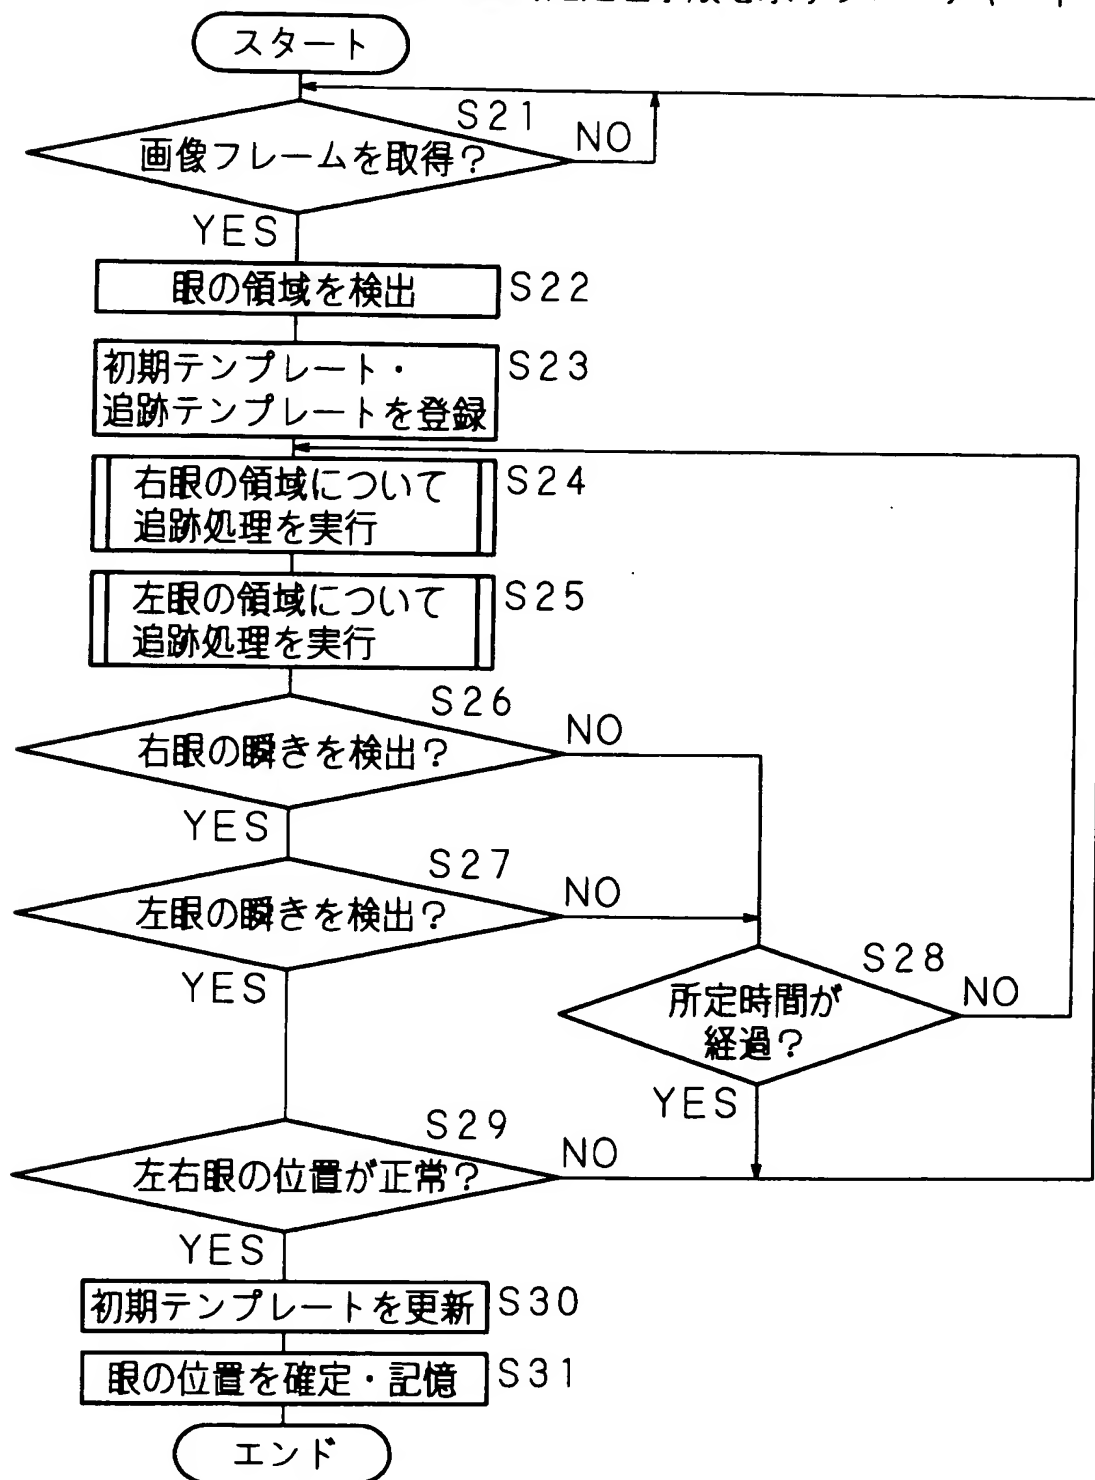 スタート
S21
画像フレームを取得？
NO
YES
眼の領域を検出
S22
初期テンプレート・
追跡テンプレートを登録
S23
右眼の領域について
追跡処理を実行
S24
左眼の領域について
追跡処理を実行
S25
S26
右眼の瞬きを検出？
NO
YES
S27
左眼の瞬きを検出？
NO
YES
S28
所定時間が
経過？
NO
YES
S29
左右眼の位置が正常？
NO
YES
初期テンプレートを更新
S30
眼の位置を確定・記憶
S31
エンド